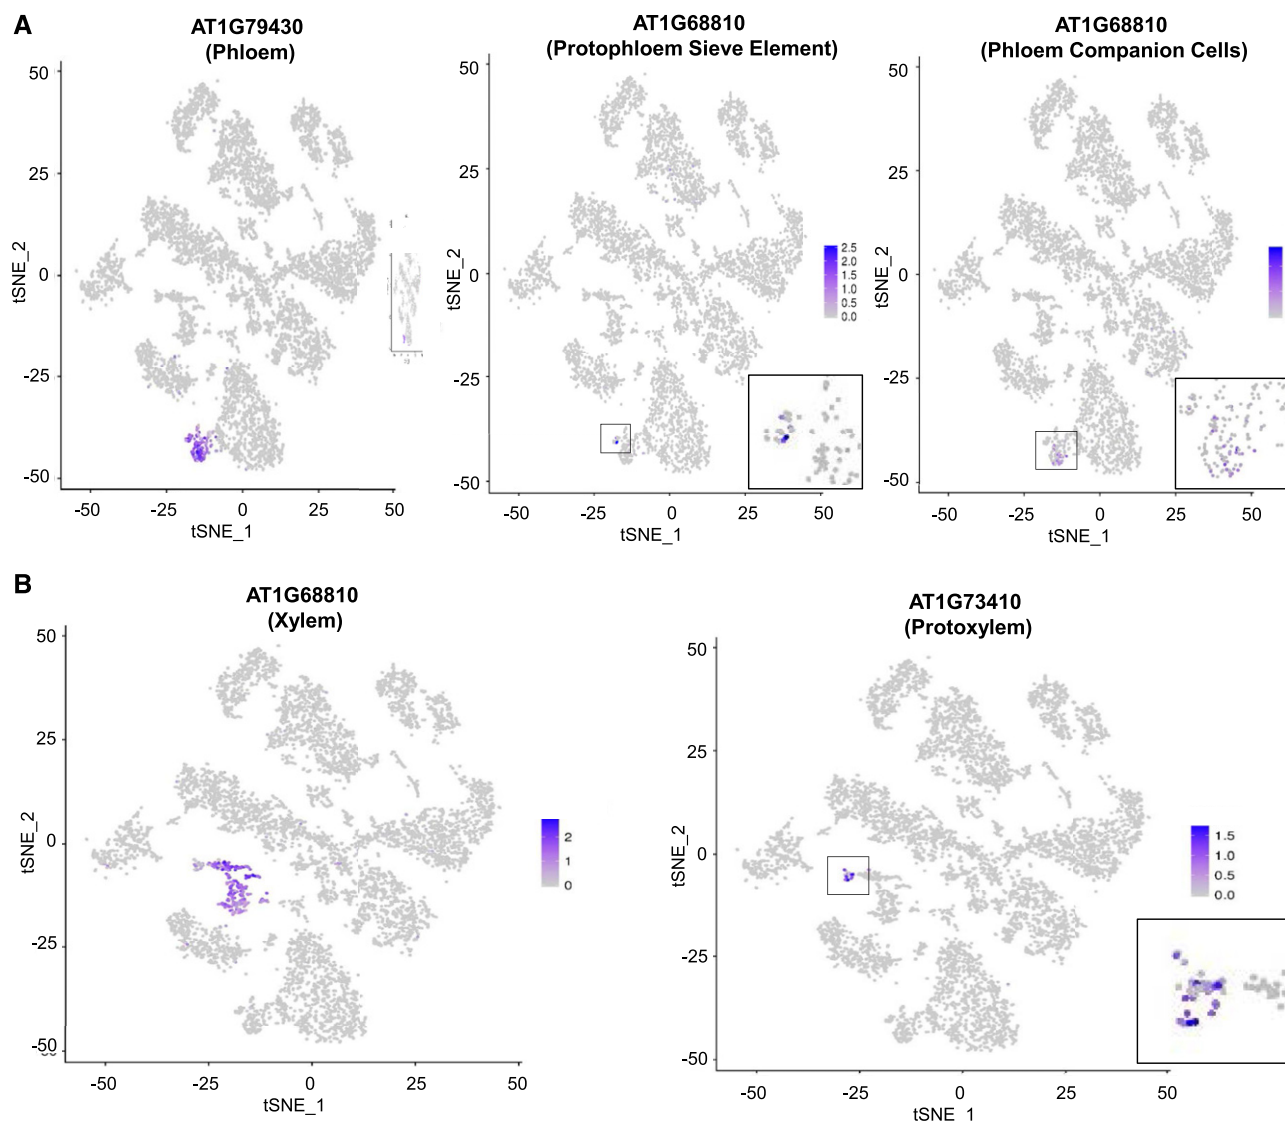 A
AT1G79430
(Phloem)
AT1G68810
(Protophloem Sieve Element)
AT1G68810
(Phloem Companion Cells)
50
25
0
-25
-50
tSNE_2
-50
-25
0
25
50
tSNE_1
50
25
0
-25
-50
tSNE_2
2.5
2.0
1.5
1.0
0.5
0.0
-50
-25
0
25
50
tSNE_1
50
25
0
-25
-50
tSNE_2
-50
-25
0
25
50
tSNE_1
B
AT1G68810
(Xylem)
AT1G73410
(Protoxylem)
50
25
0
-25
-50
tSNE_2
2
1
0
-50
-25
0
25
50
tSNE_1
50
25
0
-25
-50
tSNE_2
1.5
1.0
0.5
0.0
-50
-25
0
25
50
tSNE_1